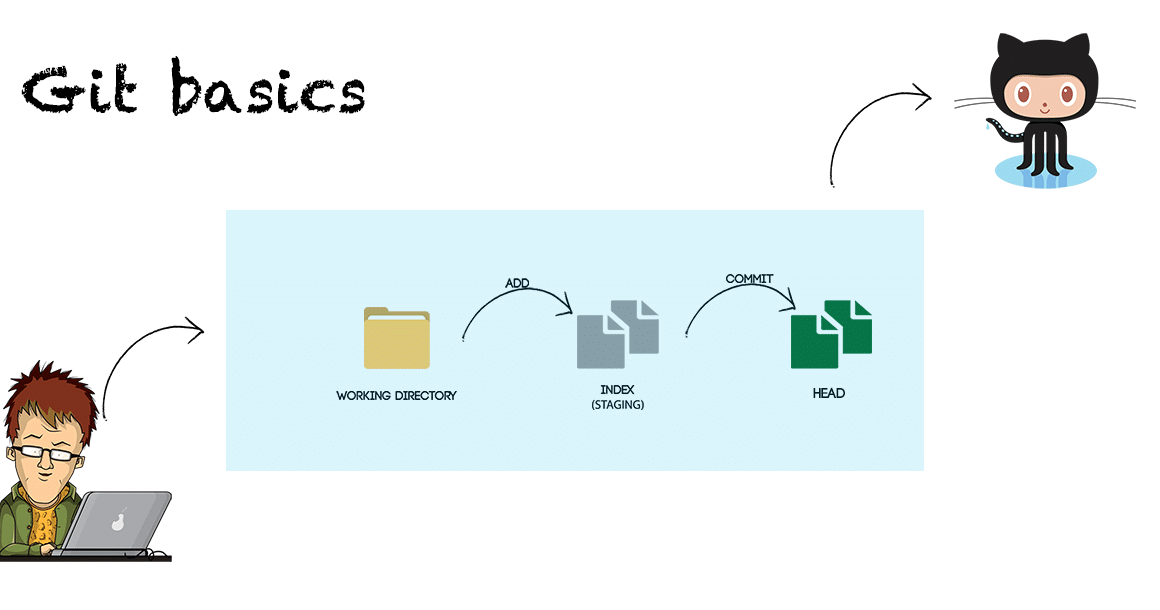 Git basics
ADD
COMMIT
WORKING DIRECTORY
INDEX
(STAGING)
HEAD